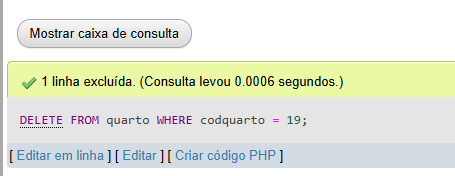 Mostrar caixa de consulta
1 linha excluída. (Consulta levou 0.0006 segundos.)
DELETE FROM quarto WHERE codquarto = 19;
[ Editar em linha ] [ Editar ] [ Criar código PHP ]